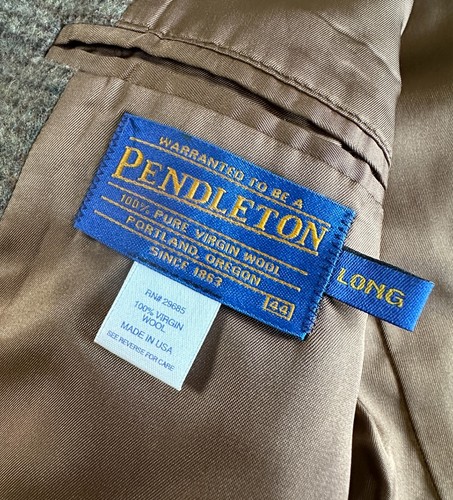 WARRANTED TO BE A
PENDLETON
100% PURE VIRGIN WOOL
PORTLAND, OREGON
SINCE 1863
44
LONG
RN# 29685
100% VIRGIN
WOOL
MADE IN USA
SEE REVERSE FOR CARE